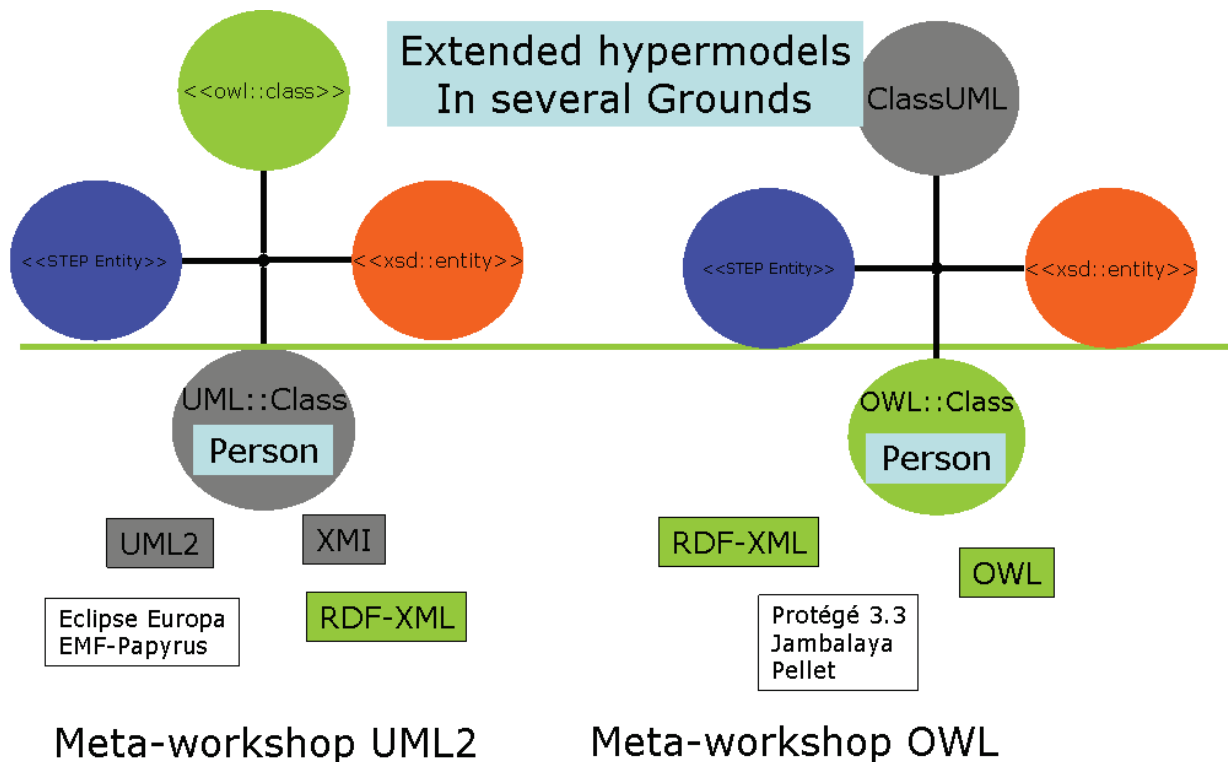 Extended hypermodels
In several Grounds
<<owl::class>>
<<STEP Entity>>
<<xsd::entity>>
UML::Class
Person
UML2
XMI
Eclipse Europa
EMF-Papyrus
RDF-XML
Meta-workshop UML2
ClassUML
<<STEP Entity>>
<<xsd::entity>>
OWL::Class
Person
RDF-XML
OWL
Protégé 3.3
Jambalaya
Pellet
Meta-workshop OWL